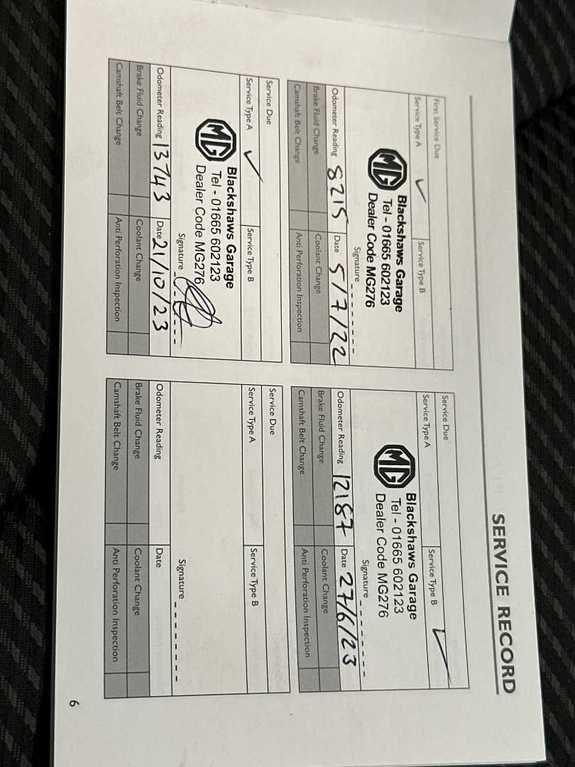 SERVICE RECORD
First Service Due
Service Type A ✓ Service Type B
MG
Blackshaws Garage
Tel - 01665 602123
Dealer Code MG276
Signature
Odometer Reading 8215 Date 5/7/22
Brake Fluid Change Coolant Change
Camshaft Belt Change Anti Perforation Inspection
Service Due
Service Type A Service Type B ✓
MG
Blackshaws Garage
Tel - 01665 602123
Dealer Code MG276
Signature
Odometer Reading 12187 Date 27/6/23
Brake Fluid Change Coolant Change
Camshaft Belt Change Anti Perforation Inspection
Service Due
Service Type A ✓ Service Type B
MG
Blackshaws Garage
Tel - 01665 602123
Dealer Code MG276
Signature
Odometer Reading 13743 Date 21/10/23
Brake Fluid Change Coolant Change
Camshaft Belt Change Anti Perforation Inspection
Service Due
Service Type A Service Type B
Signature
Odometer Reading Date
Brake Fluid Change Coolant Change
Camshaft Belt Change Anti Perforation Inspection
6